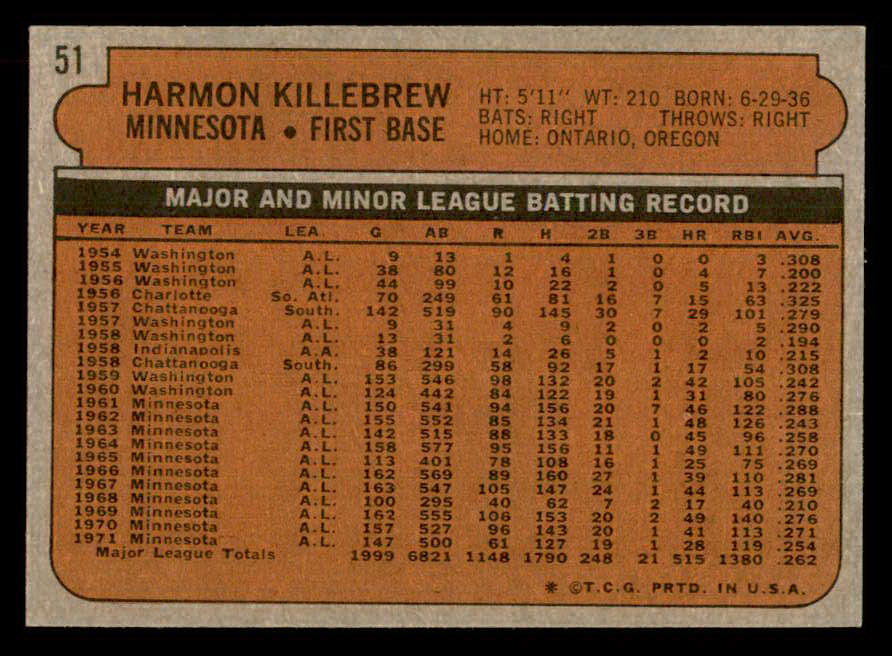 51
HARMON KILLEBREW
MINNESOTA • FIRST BASE
HT: 5'11" WT: 210 BORN: 6-29-36
BATS: RIGHT THROWS: RIGHT
HOME: ONTARIO, OREGON
MAJOR AND MINOR LEAGUE BATTING RECORD
YEAR TEAM LEA. G AB R H 2B 3B HR RBI AVG.
1954 Washington A.L. 9 13 1 4 1 0 0 3 .308
1955 Washington A.L. 38 80 12 16 1 0 4 7 .200
1956 Washington A.L. 44 99 10 22 2 0 5 13 .222
1956 Charlotte So. Atl. 70 249 61 81 16 7 15 63 .325
1957 Chattanooga South. 142 519 90 145 30 7 29 101 .279
1957 Washington A.L. 9 31 4 9 2 0 2 5 .290
1958 Washington A.L. 13 31 2 6 0 0 0 2 .194
1958 Indianapolis A.A. 38 121 14 26 5 1 2 10 .215
1958 Chattanooga South. 86 299 58 92 17 1 17 54 .308
1959 Washington A.L. 153 546 98 132 20 2 42 105 .242
1960 Washington A.L. 124 442 84 122 19 1 31 80 .276
1961 Minnesota A.L. 150 541 94 156 20 7 46 122 .288
1962 Minnesota A.L. 155 552 85 134 21 1 48 126 .243
1963 Minnesota A.L. 142 515 88 133 18 0 45 96 .258
1964 Minnesota A.L. 158 577 95 156 11 1 49 111 .270
1965 Minnesota A.L. 113 401 78 108 16 1 25 75 .269
1966 Minnesota A.L. 162 569 89 160 27 1 39 110 .281
1967 Minnesota A.L. 163 547 105 147 24 1 44 113 .269
1968 Minnesota A.L. 100 295 40 62 7 2 17 40 .210
1969 Minnesota A.L. 162 555 106 153 20 2 49 140 .276
1970 Minnesota A.L. 157 527 96 143 20 1 41 113 .271
1971 Minnesota A.L. 147 500 61 127 19 1 28 119 .254
Major League Totals 1999 6821 1148 1790 248 21 515 1380 .262
* ©T.C.G. PRTD. IN U.S.A.